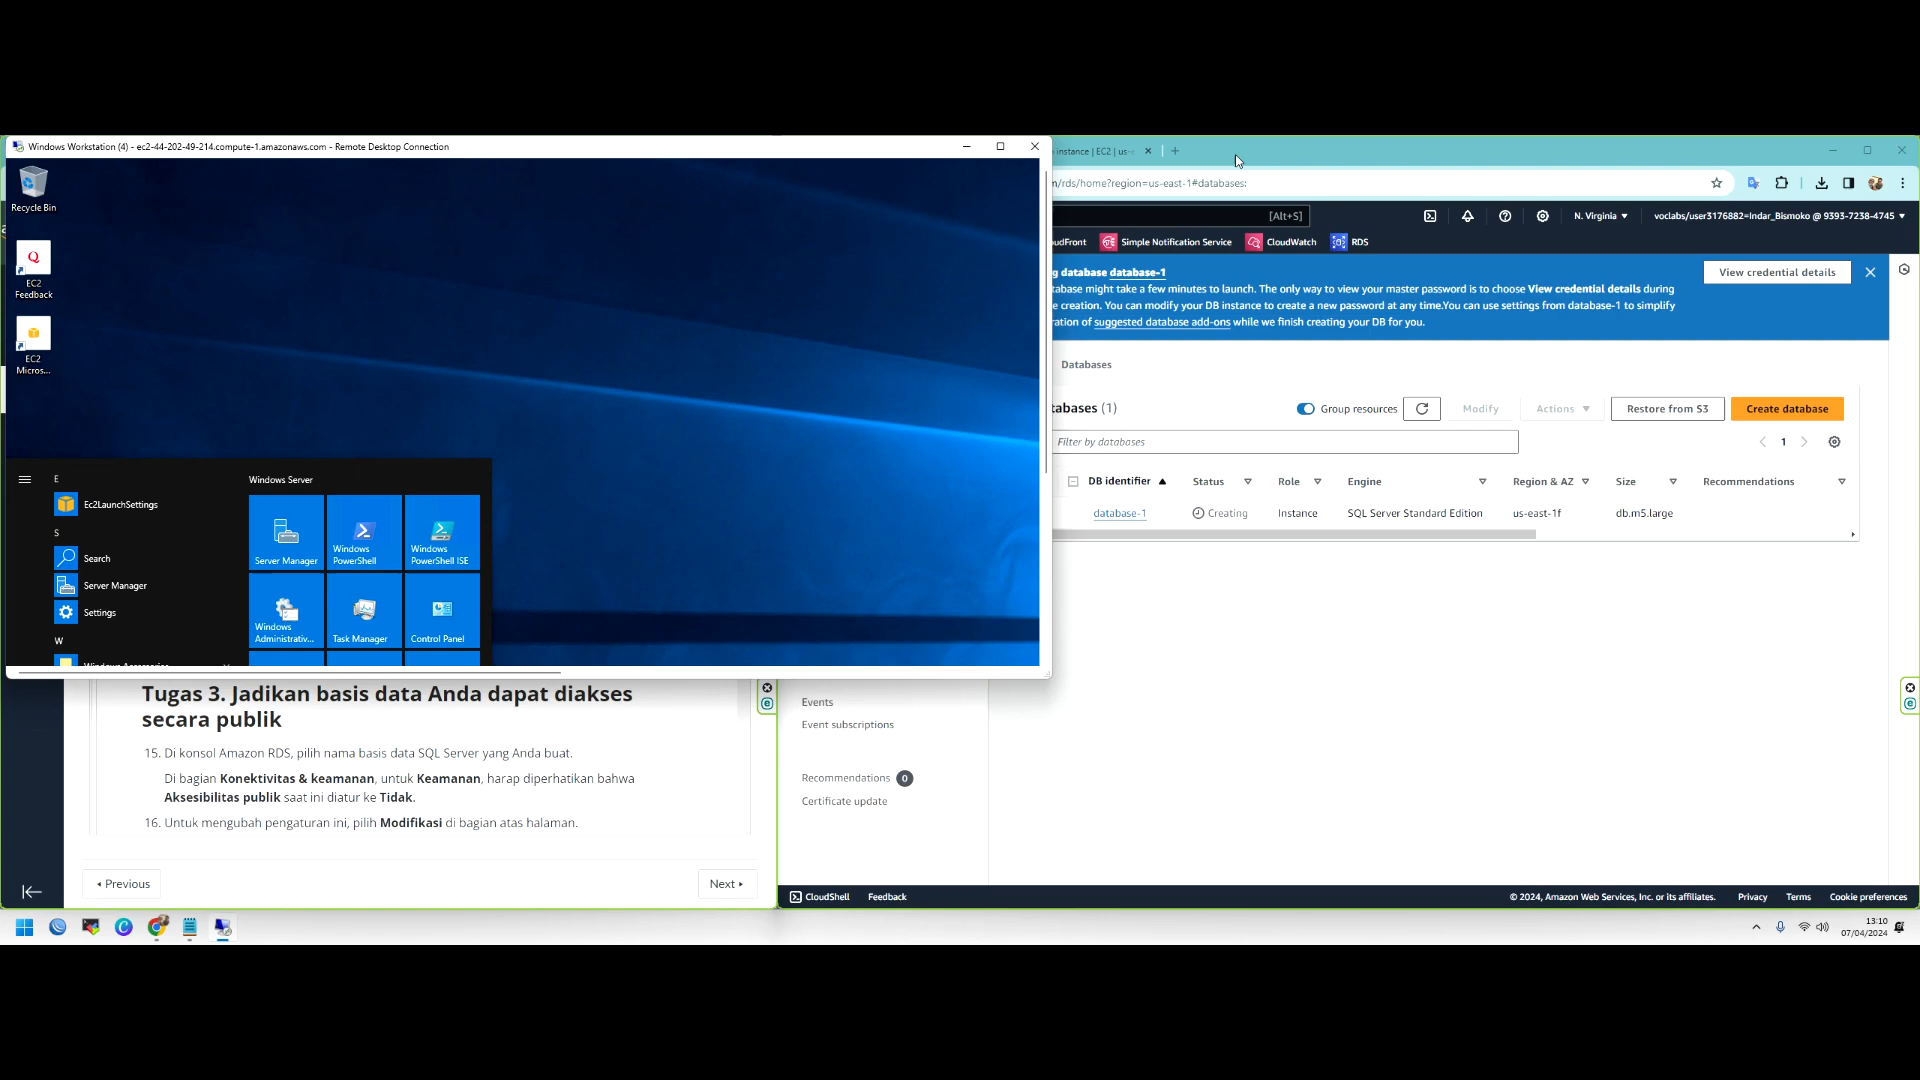 Windows Workstation (4) - ec2-44-202-49-214.compute-1.amazonaws.com - Remote Desktop Connection
Recycle Bin
EC2
Feedback
EC2
Micros...
E
Ec2LaunchSettings
S
Search
Server Manager
Settings
W
Windows Accessories
Windows Server
Server Manager
Windows
PowerShell
Windows
PowerShell ISE
Windows
Administrativ...
Task Manager
Control Panel
instance | EC2 | us-
/rds/home?region=us-east-1#databases:
[Alt+S]
N. Virginia
voclabs/user3176882=Indar_Bismoko @ 9393-7238-4745
udFront
Simple Notification Service
CloudWatch
RDS
g database database-1
tabase might take a few minutes to launch. The only way to view your master password is to choose View credential details during
e creation. You can modify your DB instance to create a new password at any time.You can use settings from database-1 to simplify
ration of suggested database add-ons while we finish creating your DB for you.
View credential details
Databases
tabases (1)
Group resources
Modify
Actions
Restore from S3
Create database
Filter by databases
1
DB identifier
Status
Role
Engine
Region & AZ
Size
Recommendations
database-1
Creating
Instance
SQL Server Standard Edition
us-east-1f
db.m5.large
Tugas 3. Jadikan basis data Anda dapat diakses
secara publik
15. Di konsol Amazon RDS, pilih nama basis data SQL Server yang Anda buat.
Di bagian Konektivitas & keamanan, untuk Keamanan, harap diperhatikan bahwa
Aksesibilitas publik saat ini diatur ke Tidak.
16. Untuk mengubah pengaturan ini, pilih Modifikasi di bagian atas halaman.
Previous
Next
Events
Event subscriptions
Recommendations 0
Certificate update
CloudShell
Feedback
© 2024, Amazon Web Services, Inc. or its affiliates.
Privacy
Terms
Cookie preferences
13:10
07/04/2024